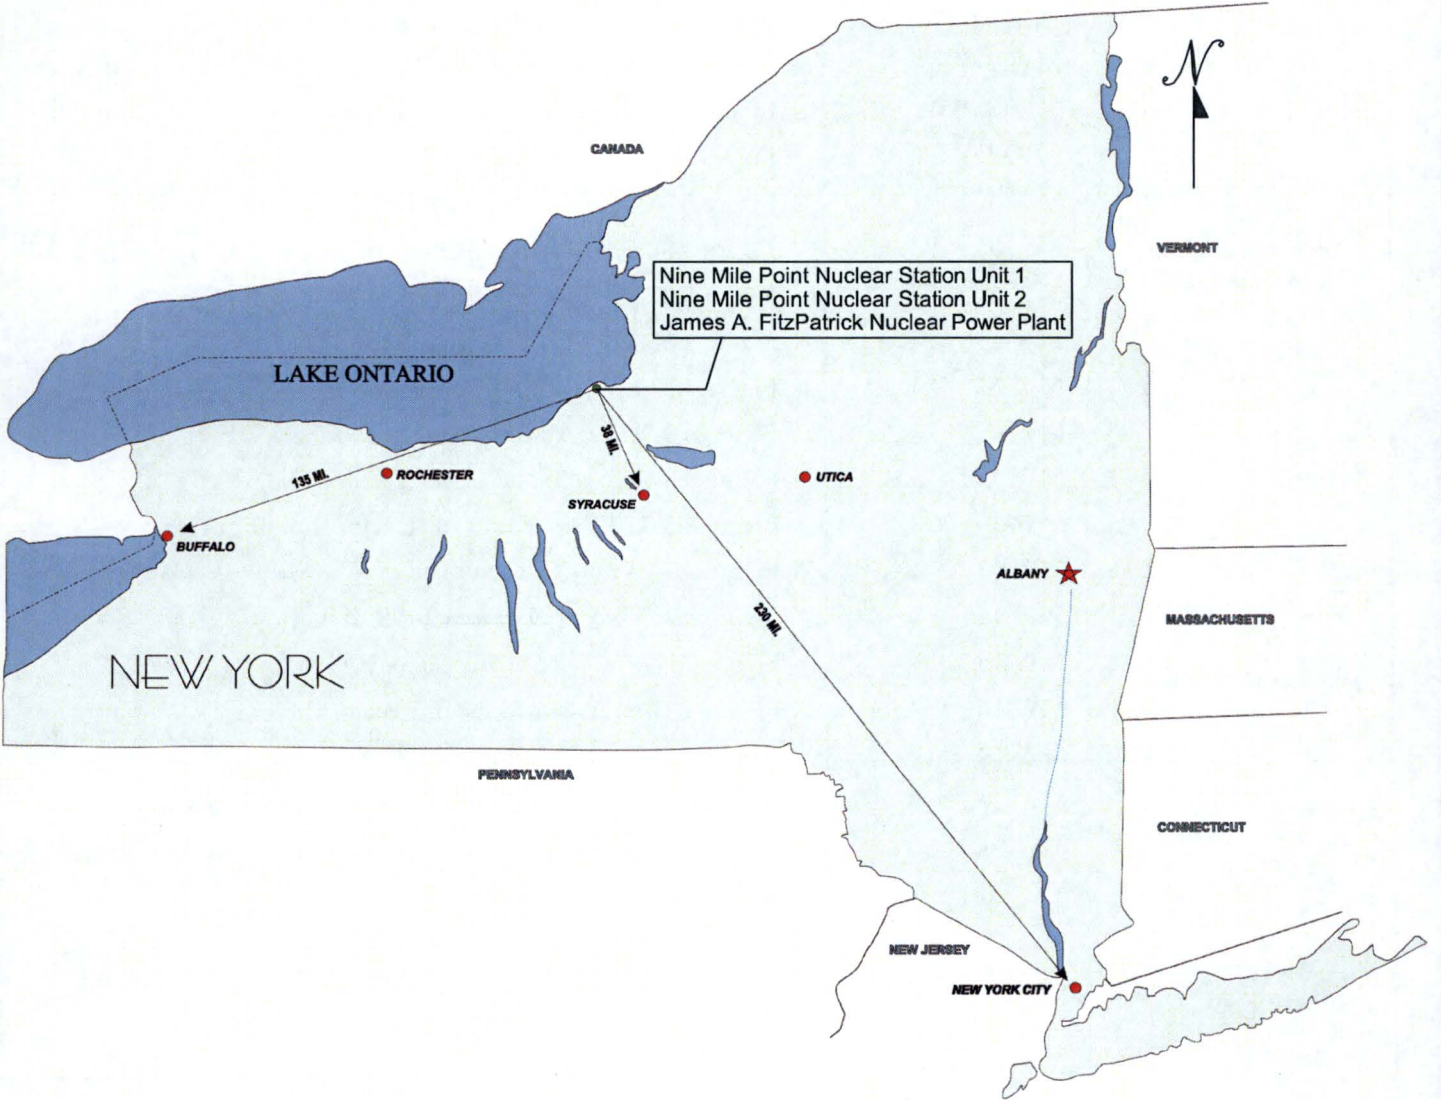 N
CANADA
VERMONT
Nine Mile Point Nuclear Station Unit 1
Nine Mile Point Nuclear Station Unit 2
James A. FitzPatrick Nuclear Power Plant
LAKE ONTARIO
38 MI.
135 MI.
ROCHESTER
UTICA
SYRACUSE
BUFFALO
ALBANY
230 MI.
MASSACHUSETTS
NEW YORK
PENNSYLVANIA
CONNECTICUT
NEW JERSEY
NEW YORK CITY